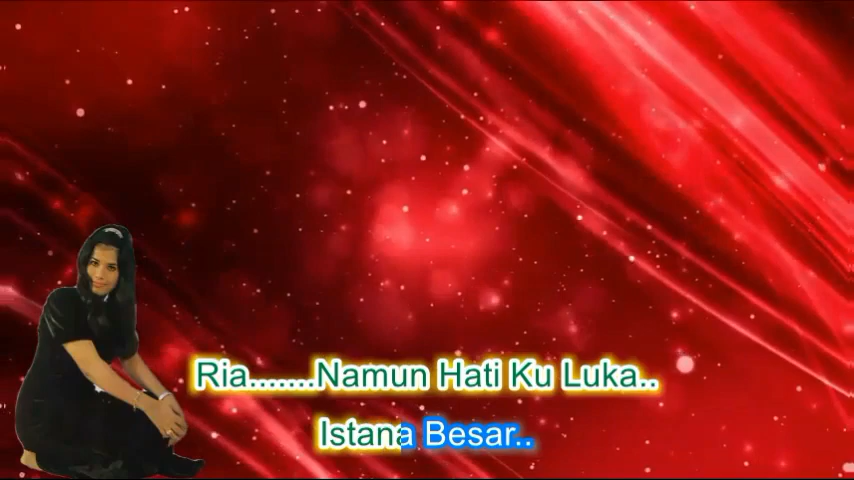 Ria.......Namun Hati Ku Luka..
Istana Besar..